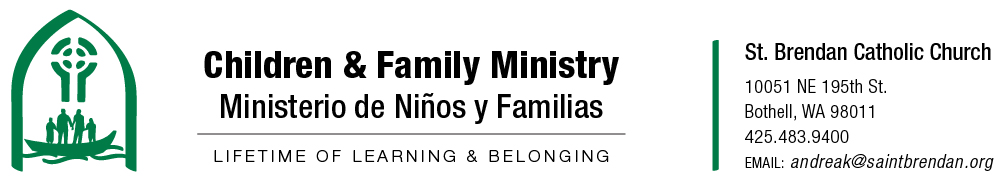 Children & Family Ministry
Ministerio de Niños y Familias
LIFETIME OF LEARNING & BELONGING
St. Brendan Catholic Church
10051 NE 195th St.
Bothell, WA 98011
425.483.9400
EMAIL: andreak@saintbrendan.org